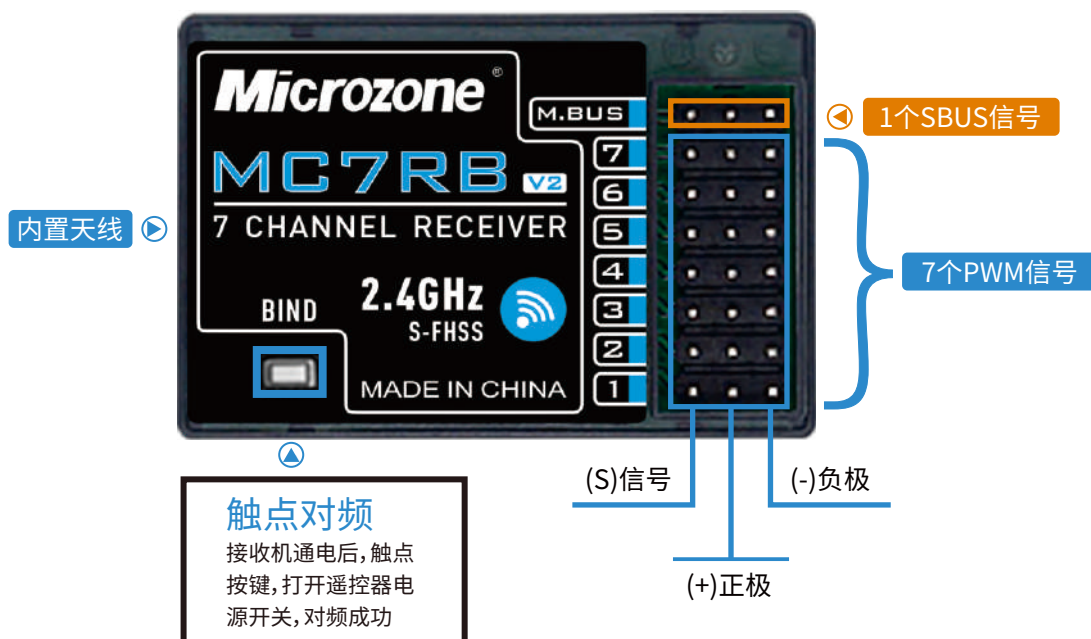 Microzone®
M.BUS
1个SBUS信号
MC7RB V2
7 CHANNEL RECEIVER
内置天线
7
6
5
4
3
2
1
7个PWM信号
BIND
2.4GHz
S-FHSS
MADE IN CHINA
(S)信号
(-)负极
(+)正极
触点对频
接收机通电后,触点
按键,打开遥控器电
源开关,对频成功